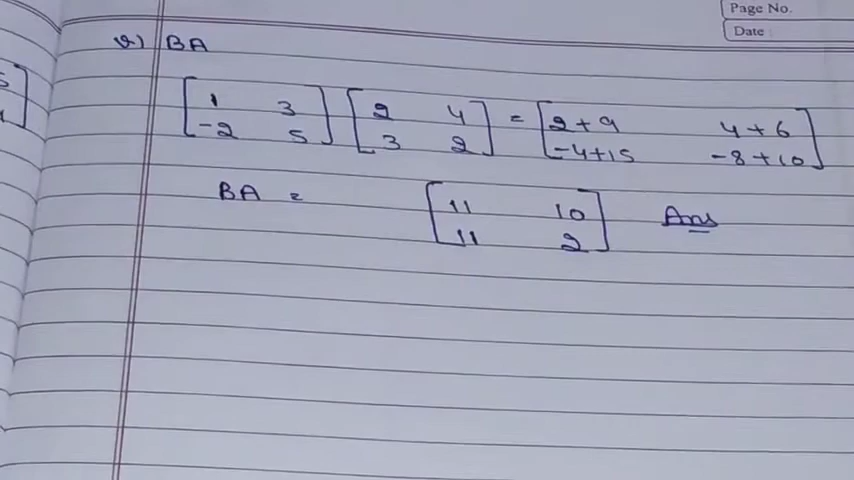 Page No.
Date
v) BA
[1 3 -2 5] [2 4 3 2] = [2+9 4+6 -4+15 -8+10]
BA = [11 10 11 2] Ans